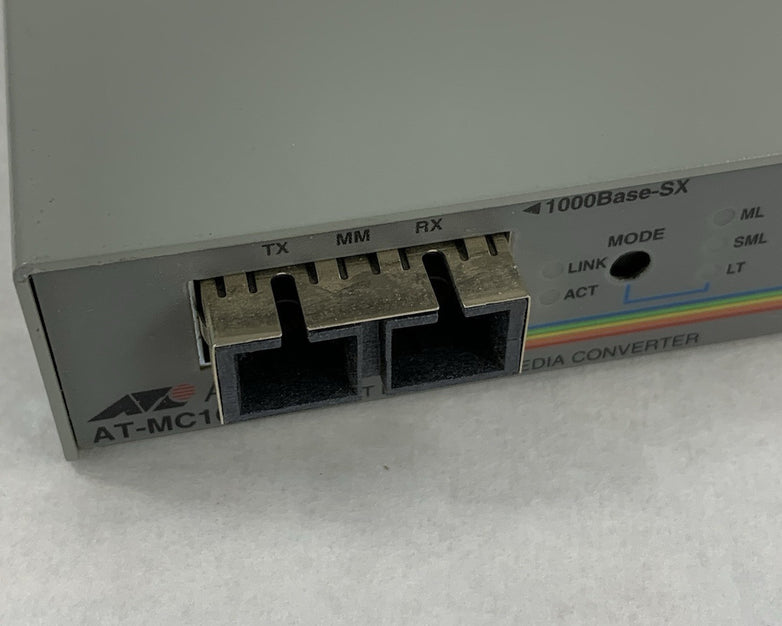 ◄1000Base-SX
TX MM RX
ML
MODE
SML
LINK
LT
ACT
EDIA CONVERTER
A T
AT-MC1